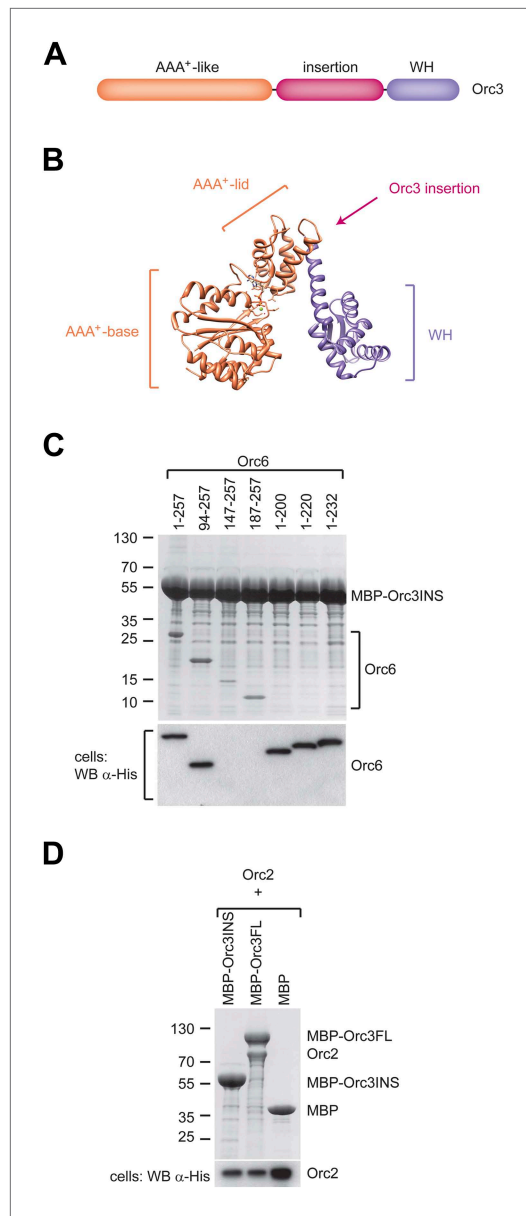 A
AAA⁺-like insertion WH
Orc3
B
AAA⁺-lid
Orc3 insertion
AAA⁺-base
WH
C
Orc6
1-257 94-257 147-257 187-257 1-200 1-220 1-232
130
70
55
MBP-Orc3INS
35
25
Orc6
15
10
cells:
WB α-His
Orc6
D
Orc2
+
MBP-Orc3INS MBP-Orc3FL MBP
130
MBP-Orc3FL
Orc2
70
55
MBP-Orc3INS
35
MBP
25
cells: WB α-His
Orc2